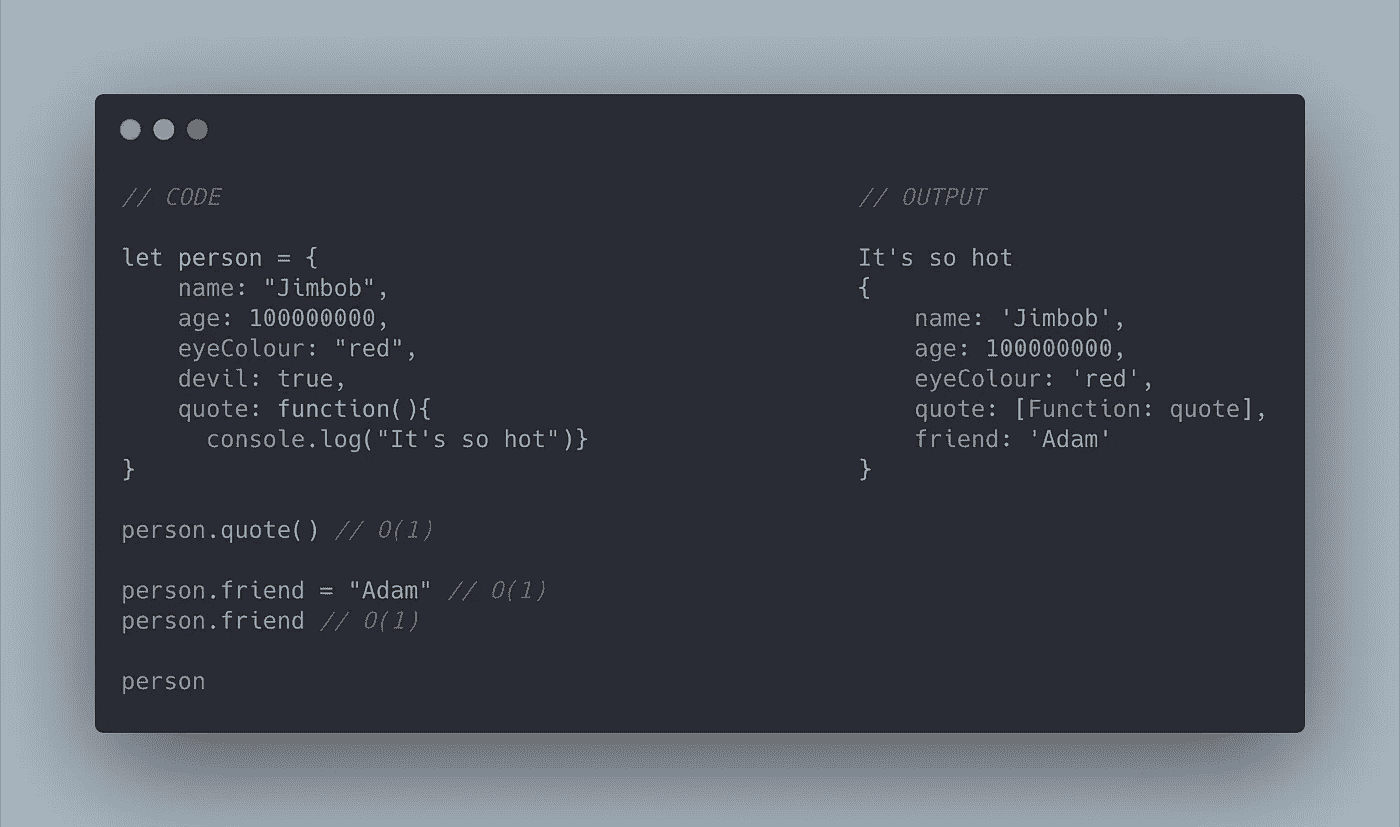 // CODE
let person = {
    name: "Jimbob",
    age: 100000000,
    eyeColour: "red",
    devil: true,
    quote: function(){
      console.log("It's so hot")}
}
person.quote() // O(1)
person.friend = "Adam" // O(1)
person.friend // O(1)
person
// OUTPUT
It's so hot
{
    name: 'Jimbob',
    age: 100000000,
    eyeColour: 'red',
    quote: [Function: quote],
    friend: 'Adam'
}